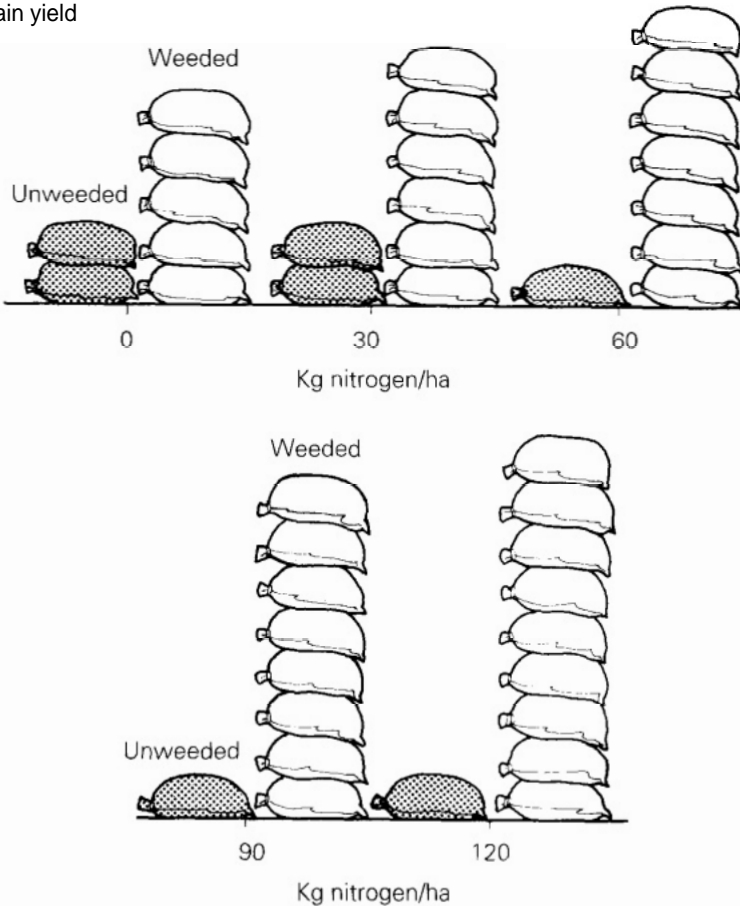 ain yield
Weeded
Unweeded
0 30 60
Kg nitrogen/ha
Weeded
Unweeded
90 120
Kg nitrogen/ha